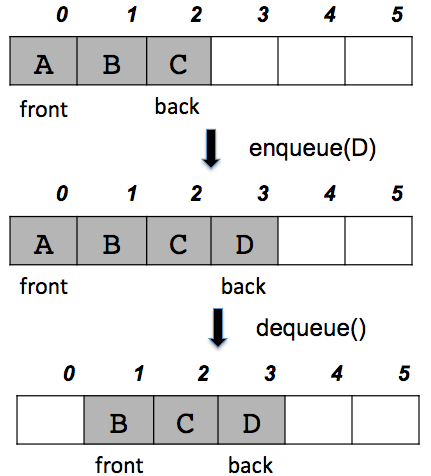 0 1 2 3 4 5
A B C
front back
enqueue(D)
0 1 2 3 4 5
A B C D
front back
dequeue()
0 1 2 3 4 5
B C D
front back